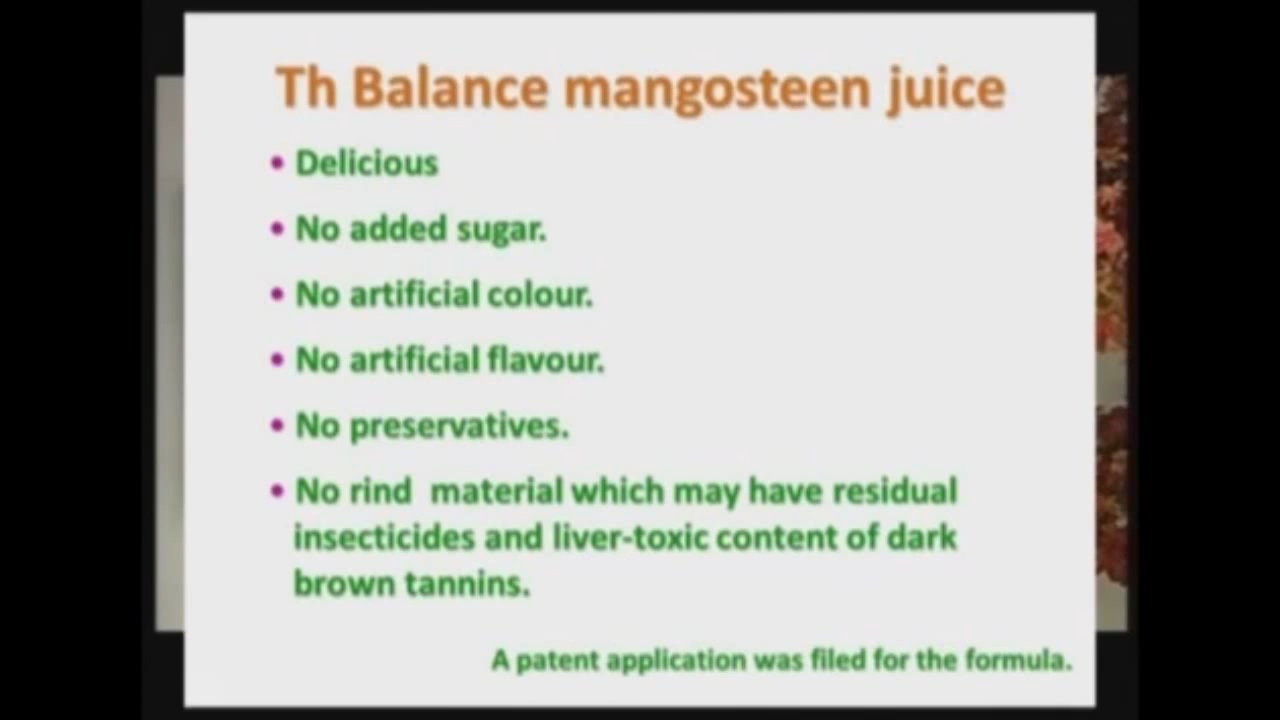 Th Balance mangosteen juice
• Delicious
• No added sugar.
• No artificial colour.
• No artificial flavour.
• No preservatives.
• No rind material which may have residual
insecticides and liver-toxic content of dark
brown tannins.
A patent application was filed for the formula.